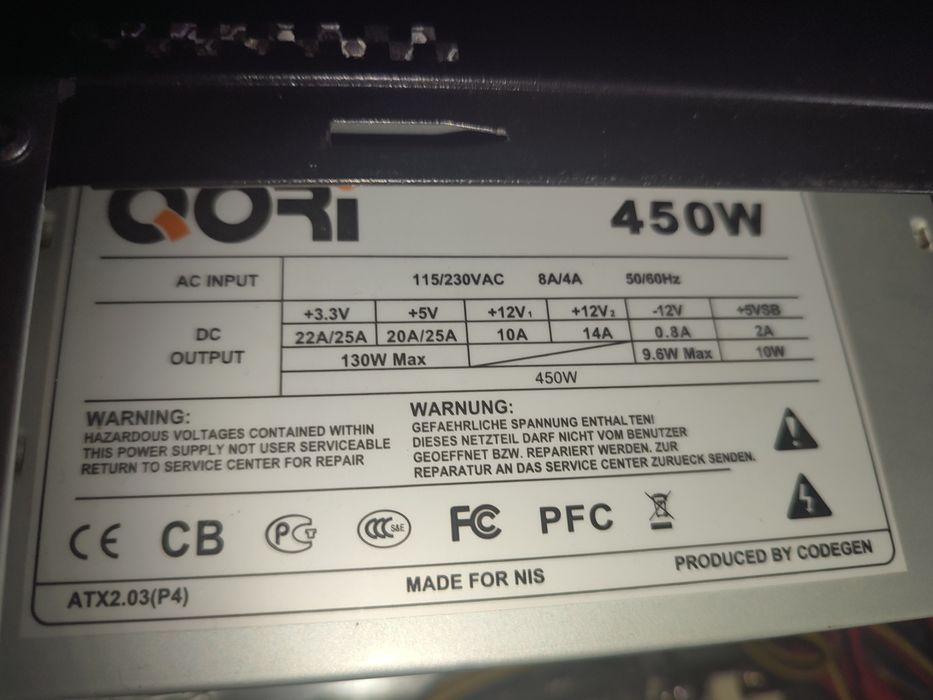 QORi 450W
AC INPUT 115/230VAC 8A/4A 50/60Hz
+3.3V +5V +12V₁ +12V₂ -12V +5VSB
DC OUTPUT 22A/25A 20A/25A 10A 14A 0.8A 2A
130W Max 9.6W Max 10W
450W
WARNING:
HAZARDOUS VOLTAGES CONTAINED WITHIN
THIS POWER SUPPLY NOT USER SERVICEABLE
RETURN TO SERVICE CENTER FOR REPAIR
WARNUNG:
GEFAEHRLICHE SPANNUNG ENTHALTEN!
DIESES NETZTEIL DARF NICHT VOM BENUTZER
GEOEFFNET BZW. REPARIERT WERDEN. ZUR
REPARATUR AN DAS SERVICE CENTER ZURUECK SENDEN.
CE CB PCT CCC S&E FC PFC
ATX2.03(P4) MADE FOR NIS PRODUCED BY CODEGEN